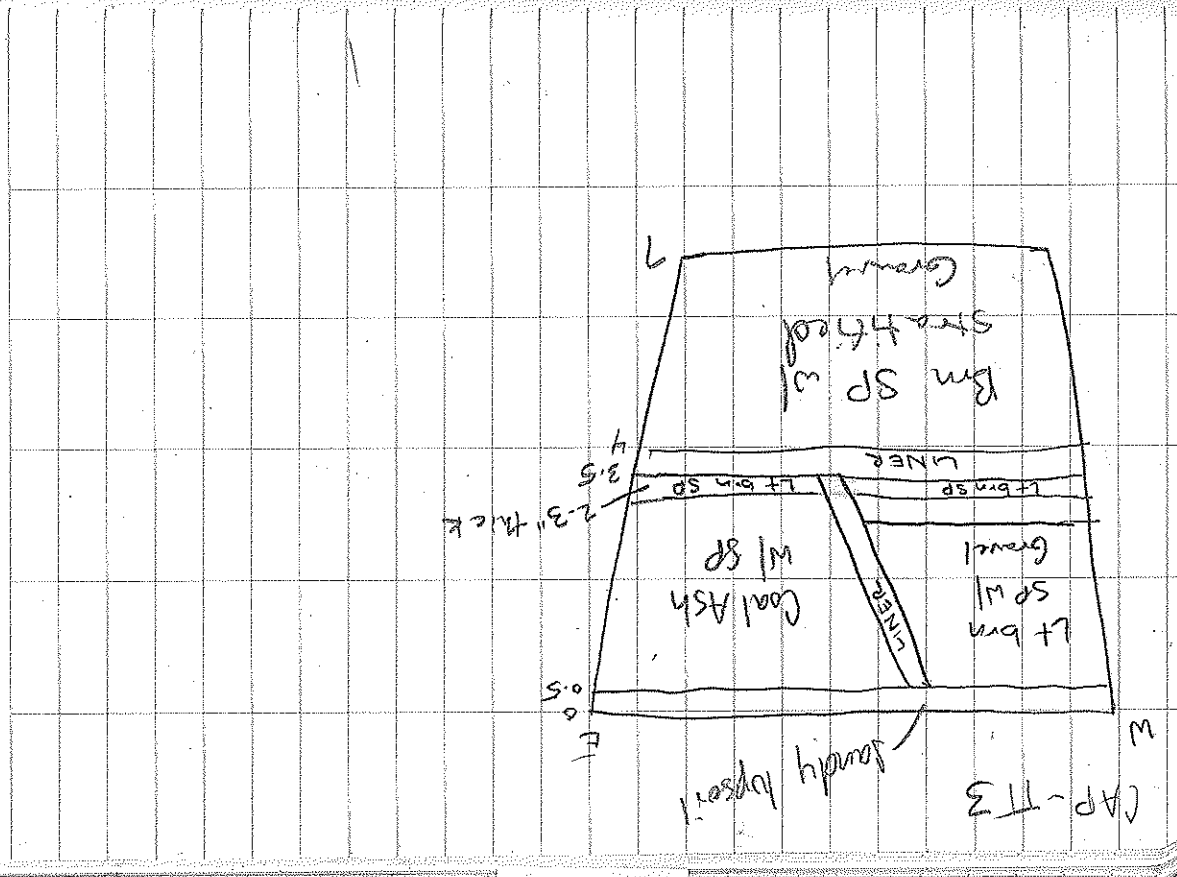 CAP-TT3
Sandy topsoil
W
E
0
0.5
Lt brn
SP w/
Gravel
LINER
Coal Ash
w/ SP
2-3" thick
Lt brn SP
Lt brn SP
3.5
LINER
4
Brn SP w/
Stratified
Gravel
7